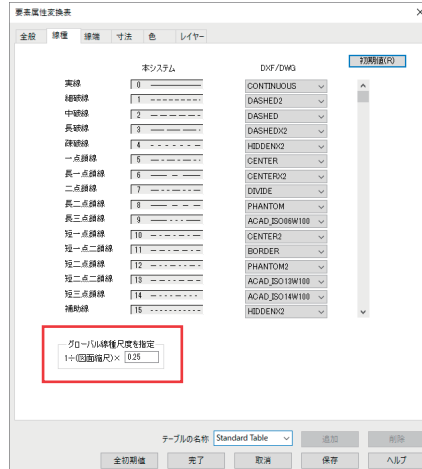 要素属性変換表
全般 線種 線端 寸法 色 レイヤー
初期値(R)
本システム DXF/DWG
実線 0 CONTINUOUS
細破線 1 DASHED2
中破線 2 DASHED
長破線 3 DASHEDX2
疎破線 4 HIDDENX2
一点鎖線 5 CENTER
長一点鎖線 6 CENTERX2
二点鎖線 7 DIVIDE
長二点鎖線 8 PHANTOM
長三点鎖線 9 ACAD_ISO06W100
短一点鎖線 10 CENTER2
短一点二鎖線 11 BORDER
短二点鎖線 12 PHANTOM2
短二点二鎖線 13 ACAD_ISO13W100
短三点鎖線 14 ACAD_ISO14W100
補助線 15 HIDDENX2
グローバル線種尺度を指定
1÷(図面縮尺)× 0.25
テーブルの名称 Standard Table 追加 削除
全初期値 完了 取消 保存 ヘルプ